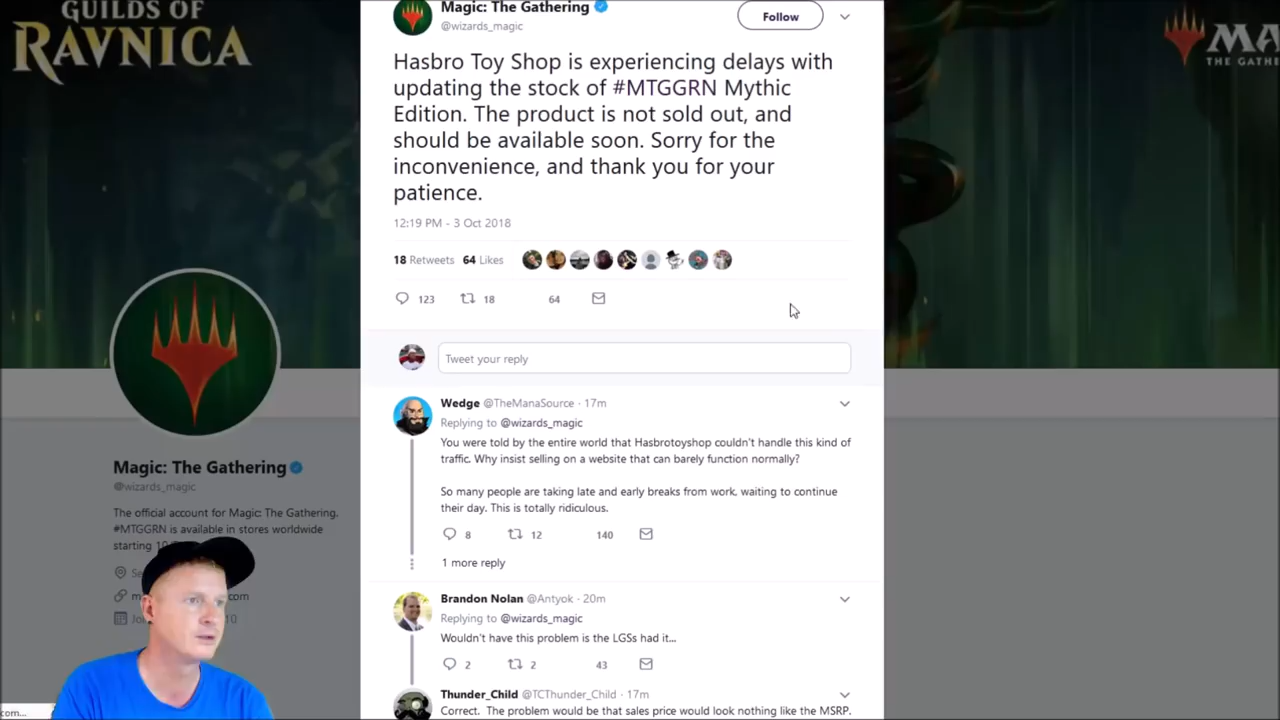 GUILDS OF
RAVNICA
MA
THE GATHE
Magic: The Gathering
@wizards_magic
Follow
Hasbro Toy Shop is experiencing delays with
updating the stock of #MTGGRN Mythic
Edition. The product is not sold out, and
should be available soon. Sorry for the
inconvenience, and thank you for your
patience.
12:19 PM - 3 Oct 2018
18 Retweets 64 Likes
123 18 64
Tweet your reply
Wedge @TheManaSource · 17m
Replying to @wizards_magic
You were told by the entire world that Hasbrotoyshop couldn't handle this kind of
traffic. Why insist selling on a website that can barely function normally?
So many people are taking late and early breaks from work, waiting to continue
their day. This is totally ridiculous.
8 12 140
1 more reply
Brandon Nolan @Antyok · 20m
Replying to @wizards_magic
Wouldn't have this problem is the LGSs had it...
2 2 43
Thunder_Child @TCThunder_Child · 17m
Correct. The problem would be that sales price would look nothing like the MSRP.
Magic: The Gathering
@wizards_magic
The official account for Magic: The Gathering.
#MTGGRN is available in stores worldwide
starting
com
com...